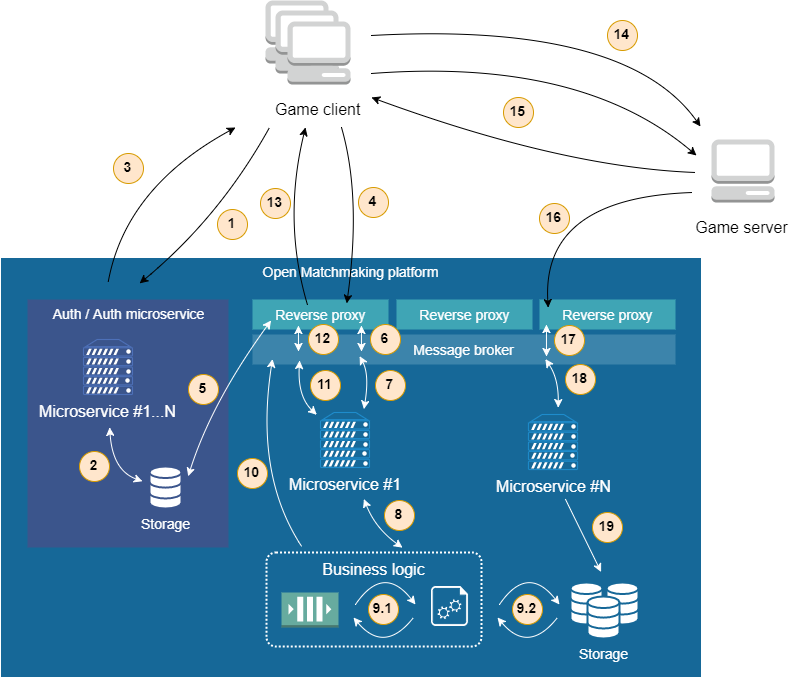 14
Game client
15
3
Game server
13
4
16
1
Open Matchmaking platform
Auth / Auth microservice
Reverse proxy
Reverse proxy
Reverse proxy
12
6
17
Message broker
5
11
7
18
Microservice #1...N
2
10
Microservice #1
Microservice #N
Storage
8
19
Business logic
9.1
9.2
Storage